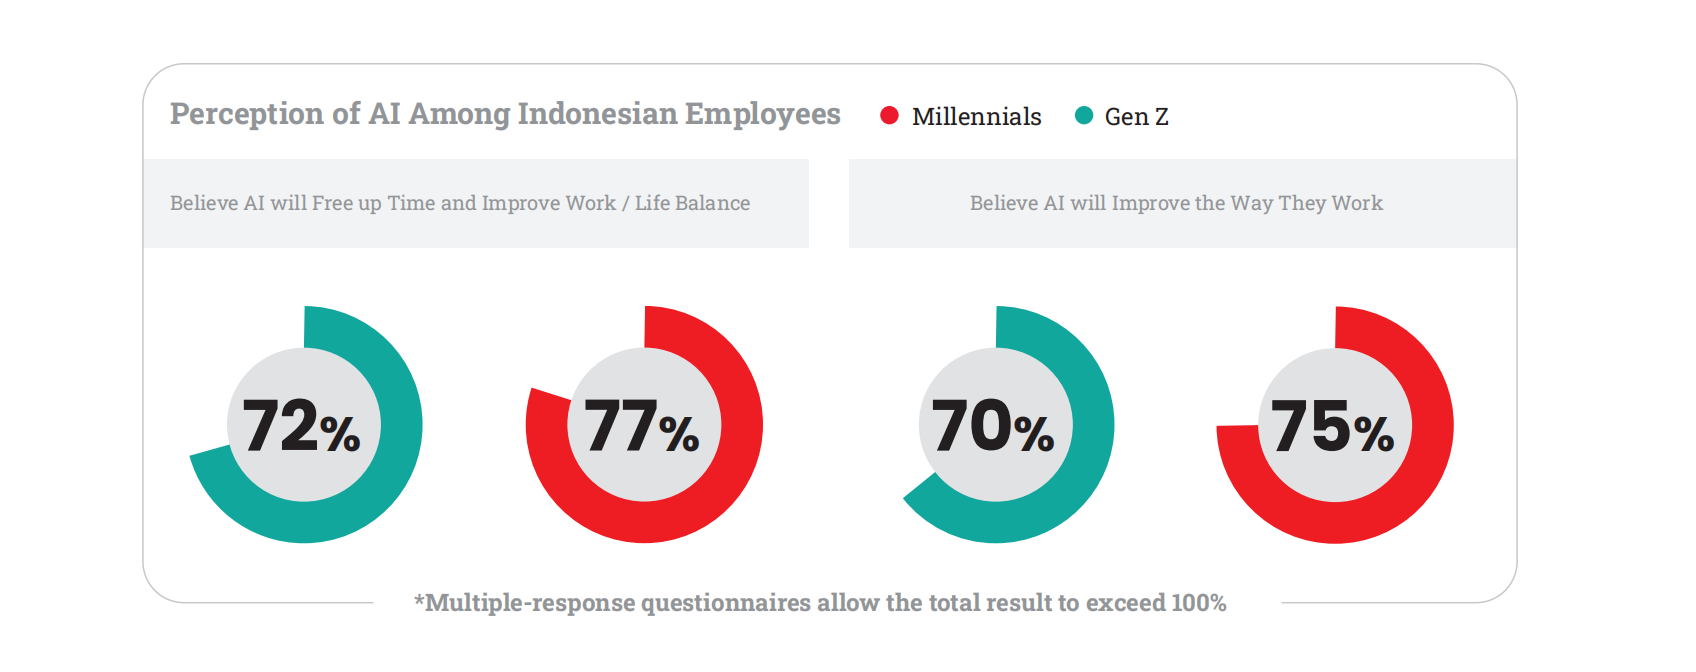 Perception of AI Among Indonesian Employees
Millennials
Gen Z
Believe AI will Free up Time and Improve Work / Life Balance
Believe AI will Improve the Way They Work
72%
77%
70%
75%
*Multiple-response questionnaires allow the total result to exceed 100%